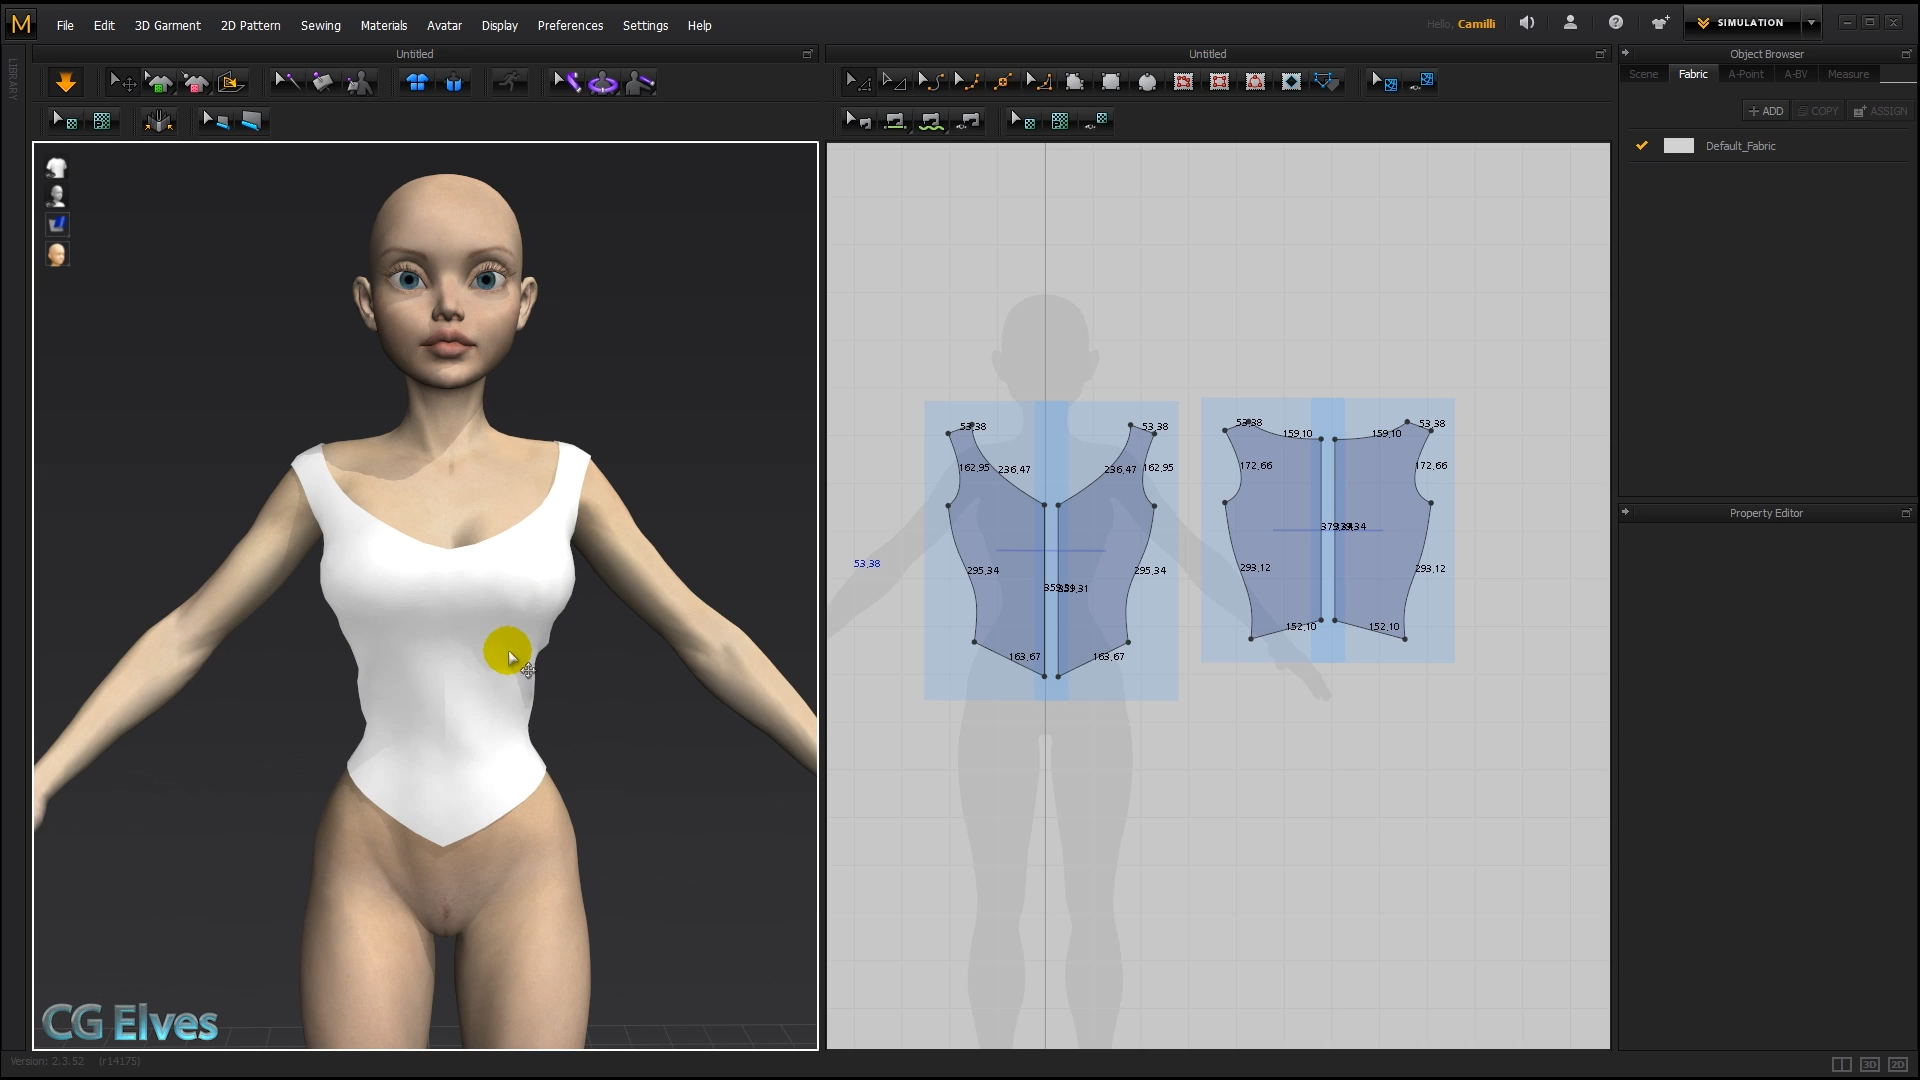 M File Edit 3D Garment 2D Pattern Sewing Materials Avatar Display Preferences Settings Help
Hello, Camilli
SIMULATION
Untitled
Untitled
Object Browser
LIBRARY
Scene Fabric A-Point A-BV Measure
ADD COPY ASSIGN
Default_Fabric
53,38 53,38 53,38 53,38
159,10 159,10
162,95 236,47 236,47 162,95 172,66 172,66
53,38
295,34 295,34 293,12 293,12
163,67 163,67 152,10 152,10
Property Editor
CG Elves
Version: 2.3.52 (r14175)
3D 2D